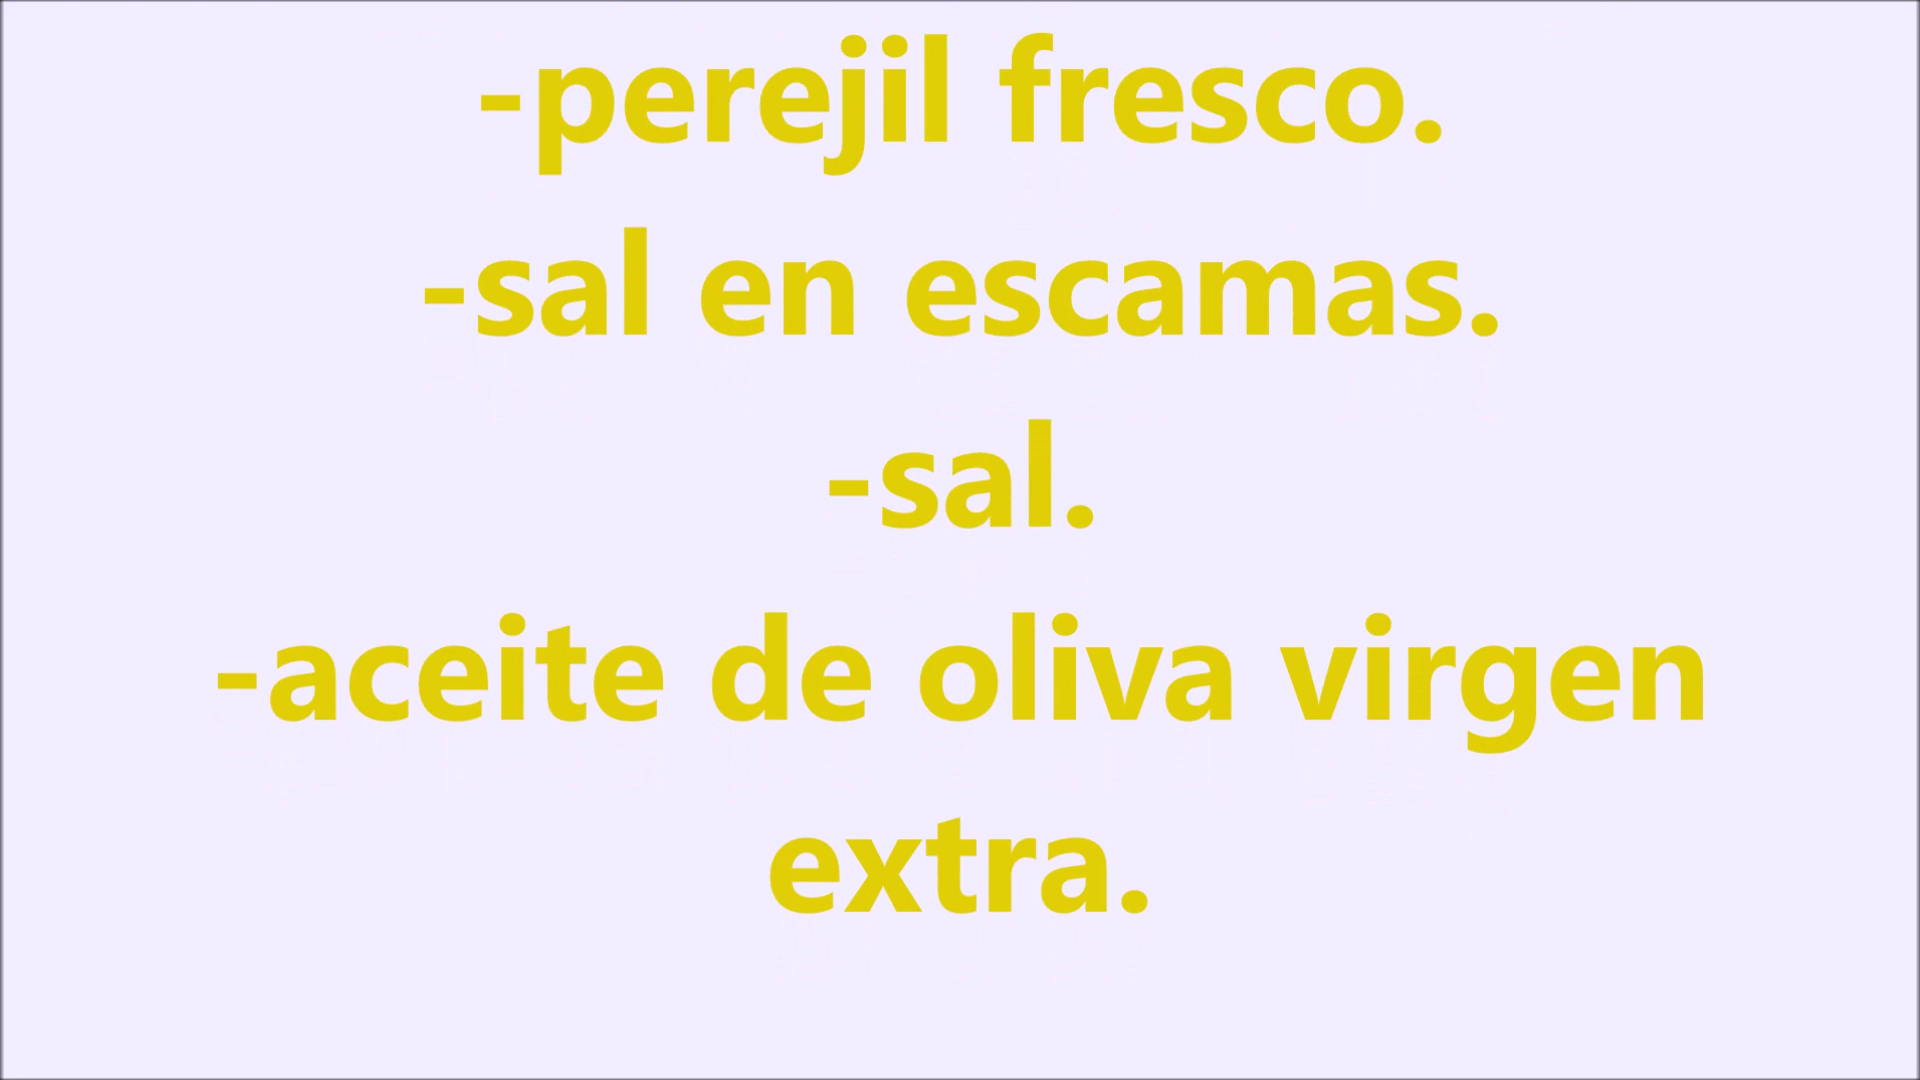 -perejil fresco.
-sal en escamas.
-sal.
-aceite de oliva virgen
extra.